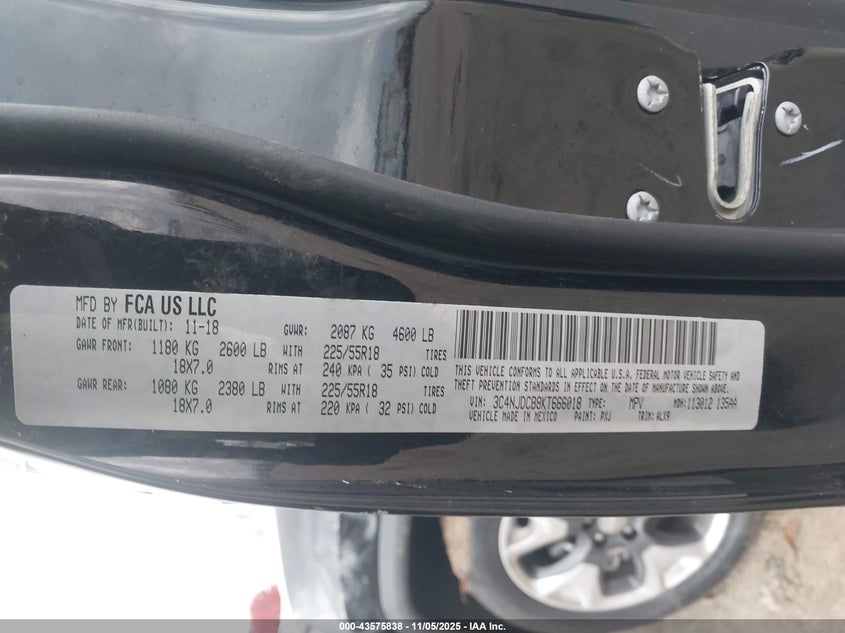 MFD BY FCA US LLC
DATE OF MFR(BUILT): 11-18 GVWR: 2087 KG 4600 LB
GAWR FRONT: 1180 KG 2600 LB WITH 225/55R18 TIRES
18X7.0 RIMS AT 240 KPA ( 35 PSI) COLD
GAWR REAR: 1080 KG 2380 LB WITH 225/55R18 TIRES
18X7.0 RIMS AT 220 KPA ( 32 PSI) COLD
THIS VEHICLE CONFORMS TO ALL APPLICABLE U.S.A. FEDERAL MOTOR VEHICLE SAFETY AND
THEFT PREVENTION STANDARDS IN EFFECT ON THE DATE OF MANUFACTURE SHOWN ABOVE.
VIN: 3C4NJDCB8KT666018 TYPE: MPV MDH: 113012 135AA
VEHICLE MADE IN MEXICO PAINT: PXJ TRIM: ALX9
000-43575838 - 11/05/2025 - IAA Inc.